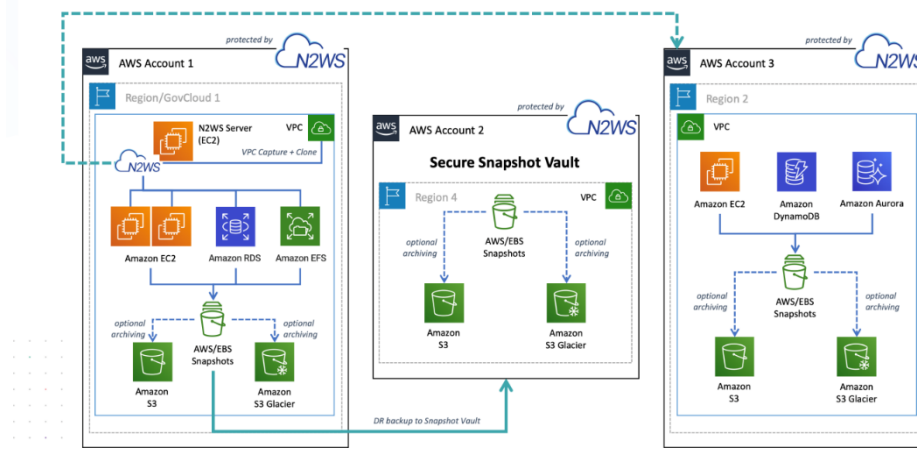 protected by
N2WS
aws
AWS Account 1
Region/GovCloud 1
N2WS Server
(EC2)
VPC
VPC Capture + Clone
N2WS
Amazon EC2
Amazon RDS
Amazon EFS
optional
archiving
optional
archiving
AWS/EBS
Snapshots
Amazon
S3
Amazon
S3 Glacier
DR backup to Snapshot Vault
protected by
N2WS
aws
AWS Account 2
Secure Snapshot Vault
Region 4
VPC
optional
archiving
optional
archiving
AWS/EBS
Snapshots
Amazon
S3
Amazon
S3 Glacier
protected by
N2WS
aws
AWS Account 3
Region 2
VPC
Amazon EC2
Amazon
DynamoDB
Amazon Aurora
optional
archiving
optional
archiving
AWS/EBS
Snapshots
Amazon
S3
Amazon
S3 Glacier